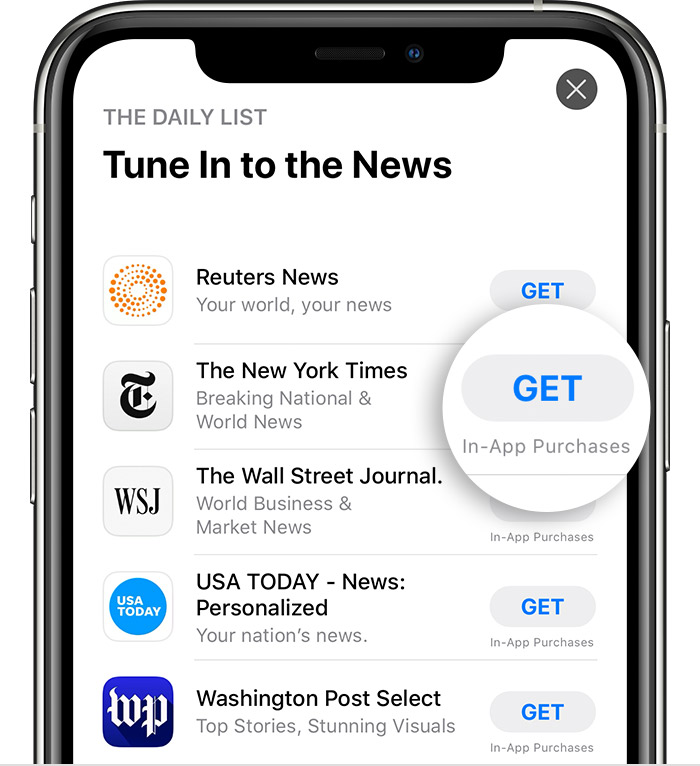 THE DAILY LIST
Tune In to the News
Reuters News
Your world, your news
GET
The New York Times
Breaking National &
World News
GET
In-App Purchases
WSJ
The Wall Street Journal.
World Business &
Market News
In-App Purchases
USA
TODAY
USA TODAY - News:
Personalized
Your nation’s news.
GET
In-App Purchases
wp
Washington Post Select
Top Stories, Stunning Visuals
GET
In-App Purchases